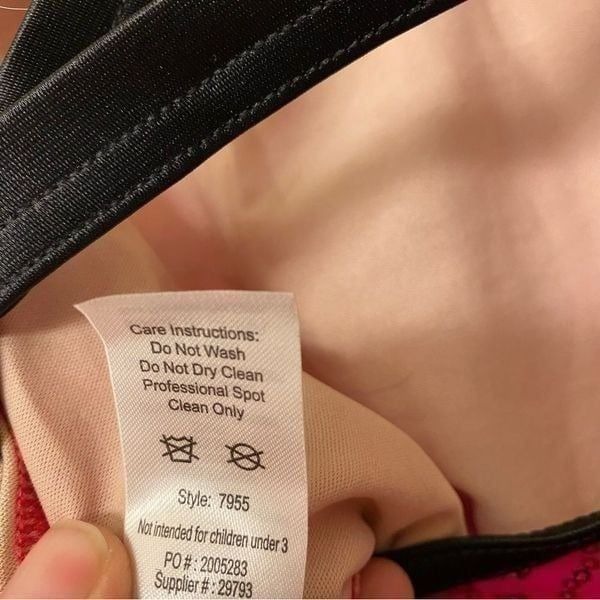 Care Instructions:
Do Not Wash
Do Not Dry Clean
Professional Spot
Clean Only
Style: 7955
Not intended for children under 3
PO # : 2005283
Supplier # : 29793